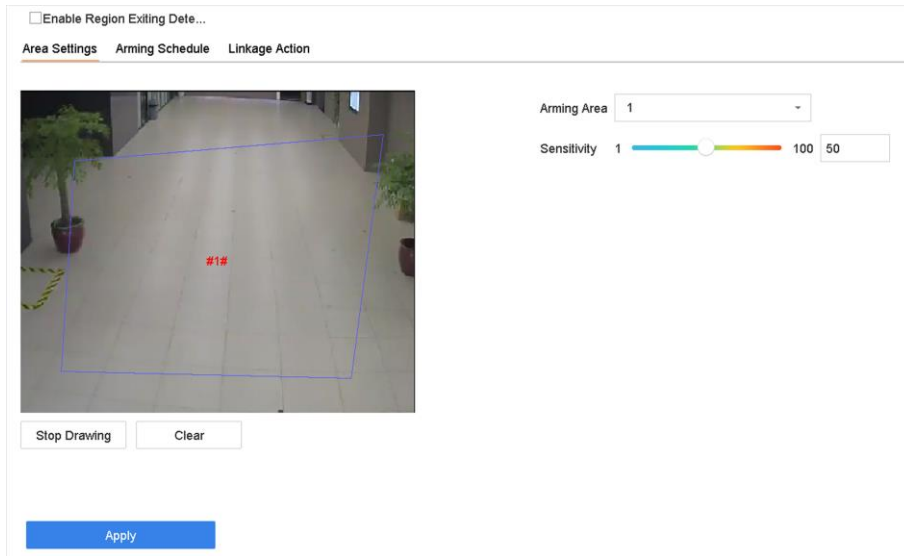 Enable Region Exiting Dete...
Area Settings Arming Schedule Linkage Action
Arming Area 1
Sensitivity 1 100 50
#1#
Stop Drawing Clear
Apply